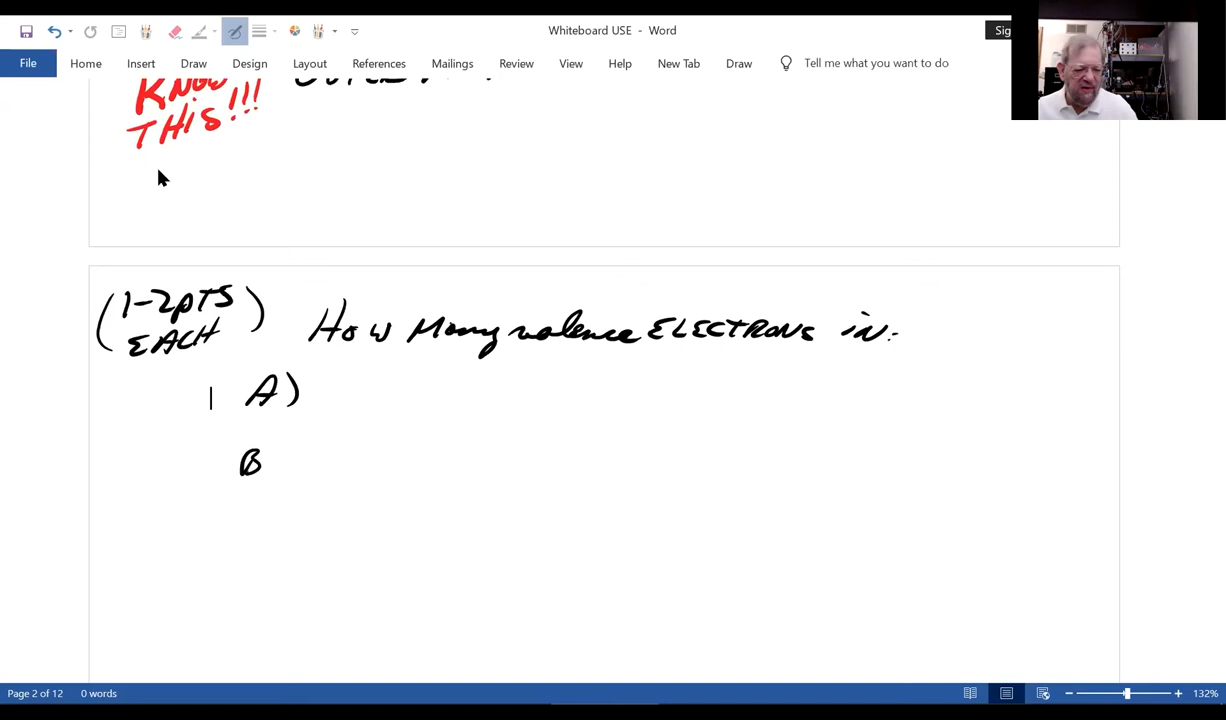 Whiteboard USE - Word
Sig
File Home Insert Draw Design Layout References Mailings Review View Help New Tab Draw Tell me what you want to do
KNOW
THIS!!!
(1-2pTS
EACH)
How Many valence ELECTRONS in:
A)
B
Page 2 of 12 0 words 132%